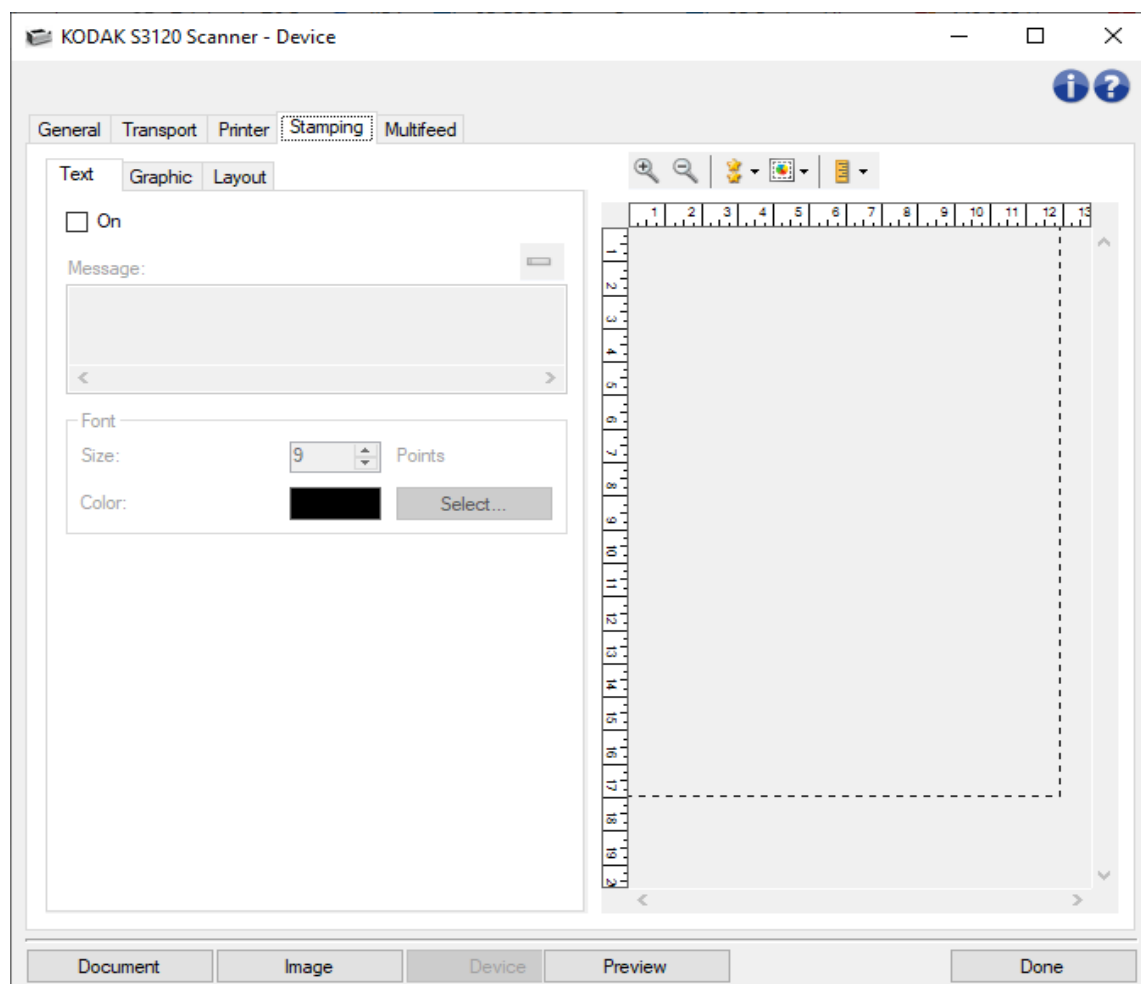 KODAK S3120 Scanner - Device
General Transport Printer Stamping Multifeed
Text Graphic Layout
On
Message:
Font
Size: 9 Points
Color: Select...
1 2 3 4 5 6 7 8 9 10 11 12 13
1
2
3
4
5
6
7
8
9
10
11
12
13
14
15
16
17
18
19
Document Image Device Preview Done